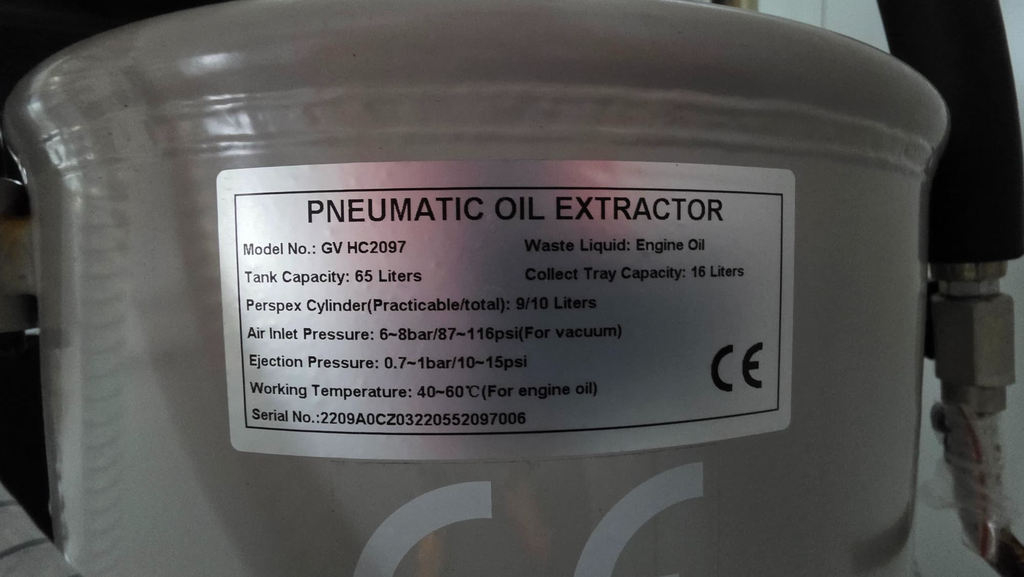 PNEUMATIC OIL EXTRACTOR
Model No.: GV HC2097 Waste Liquid: Engine Oil
Tank Capacity: 65 Liters Collect Tray Capacity: 16 Liters
Perspex Cylinder(Practicable/total): 9/10 Liters
Air Inlet Pressure: 6~8bar/87~116psi(For vacuum)
Ejection Pressure: 0.7~1bar/10~15psi
Working Temperature: 40~60℃(For engine oil)
Serial No.:2209A0CZ03220552097006
CE
CE